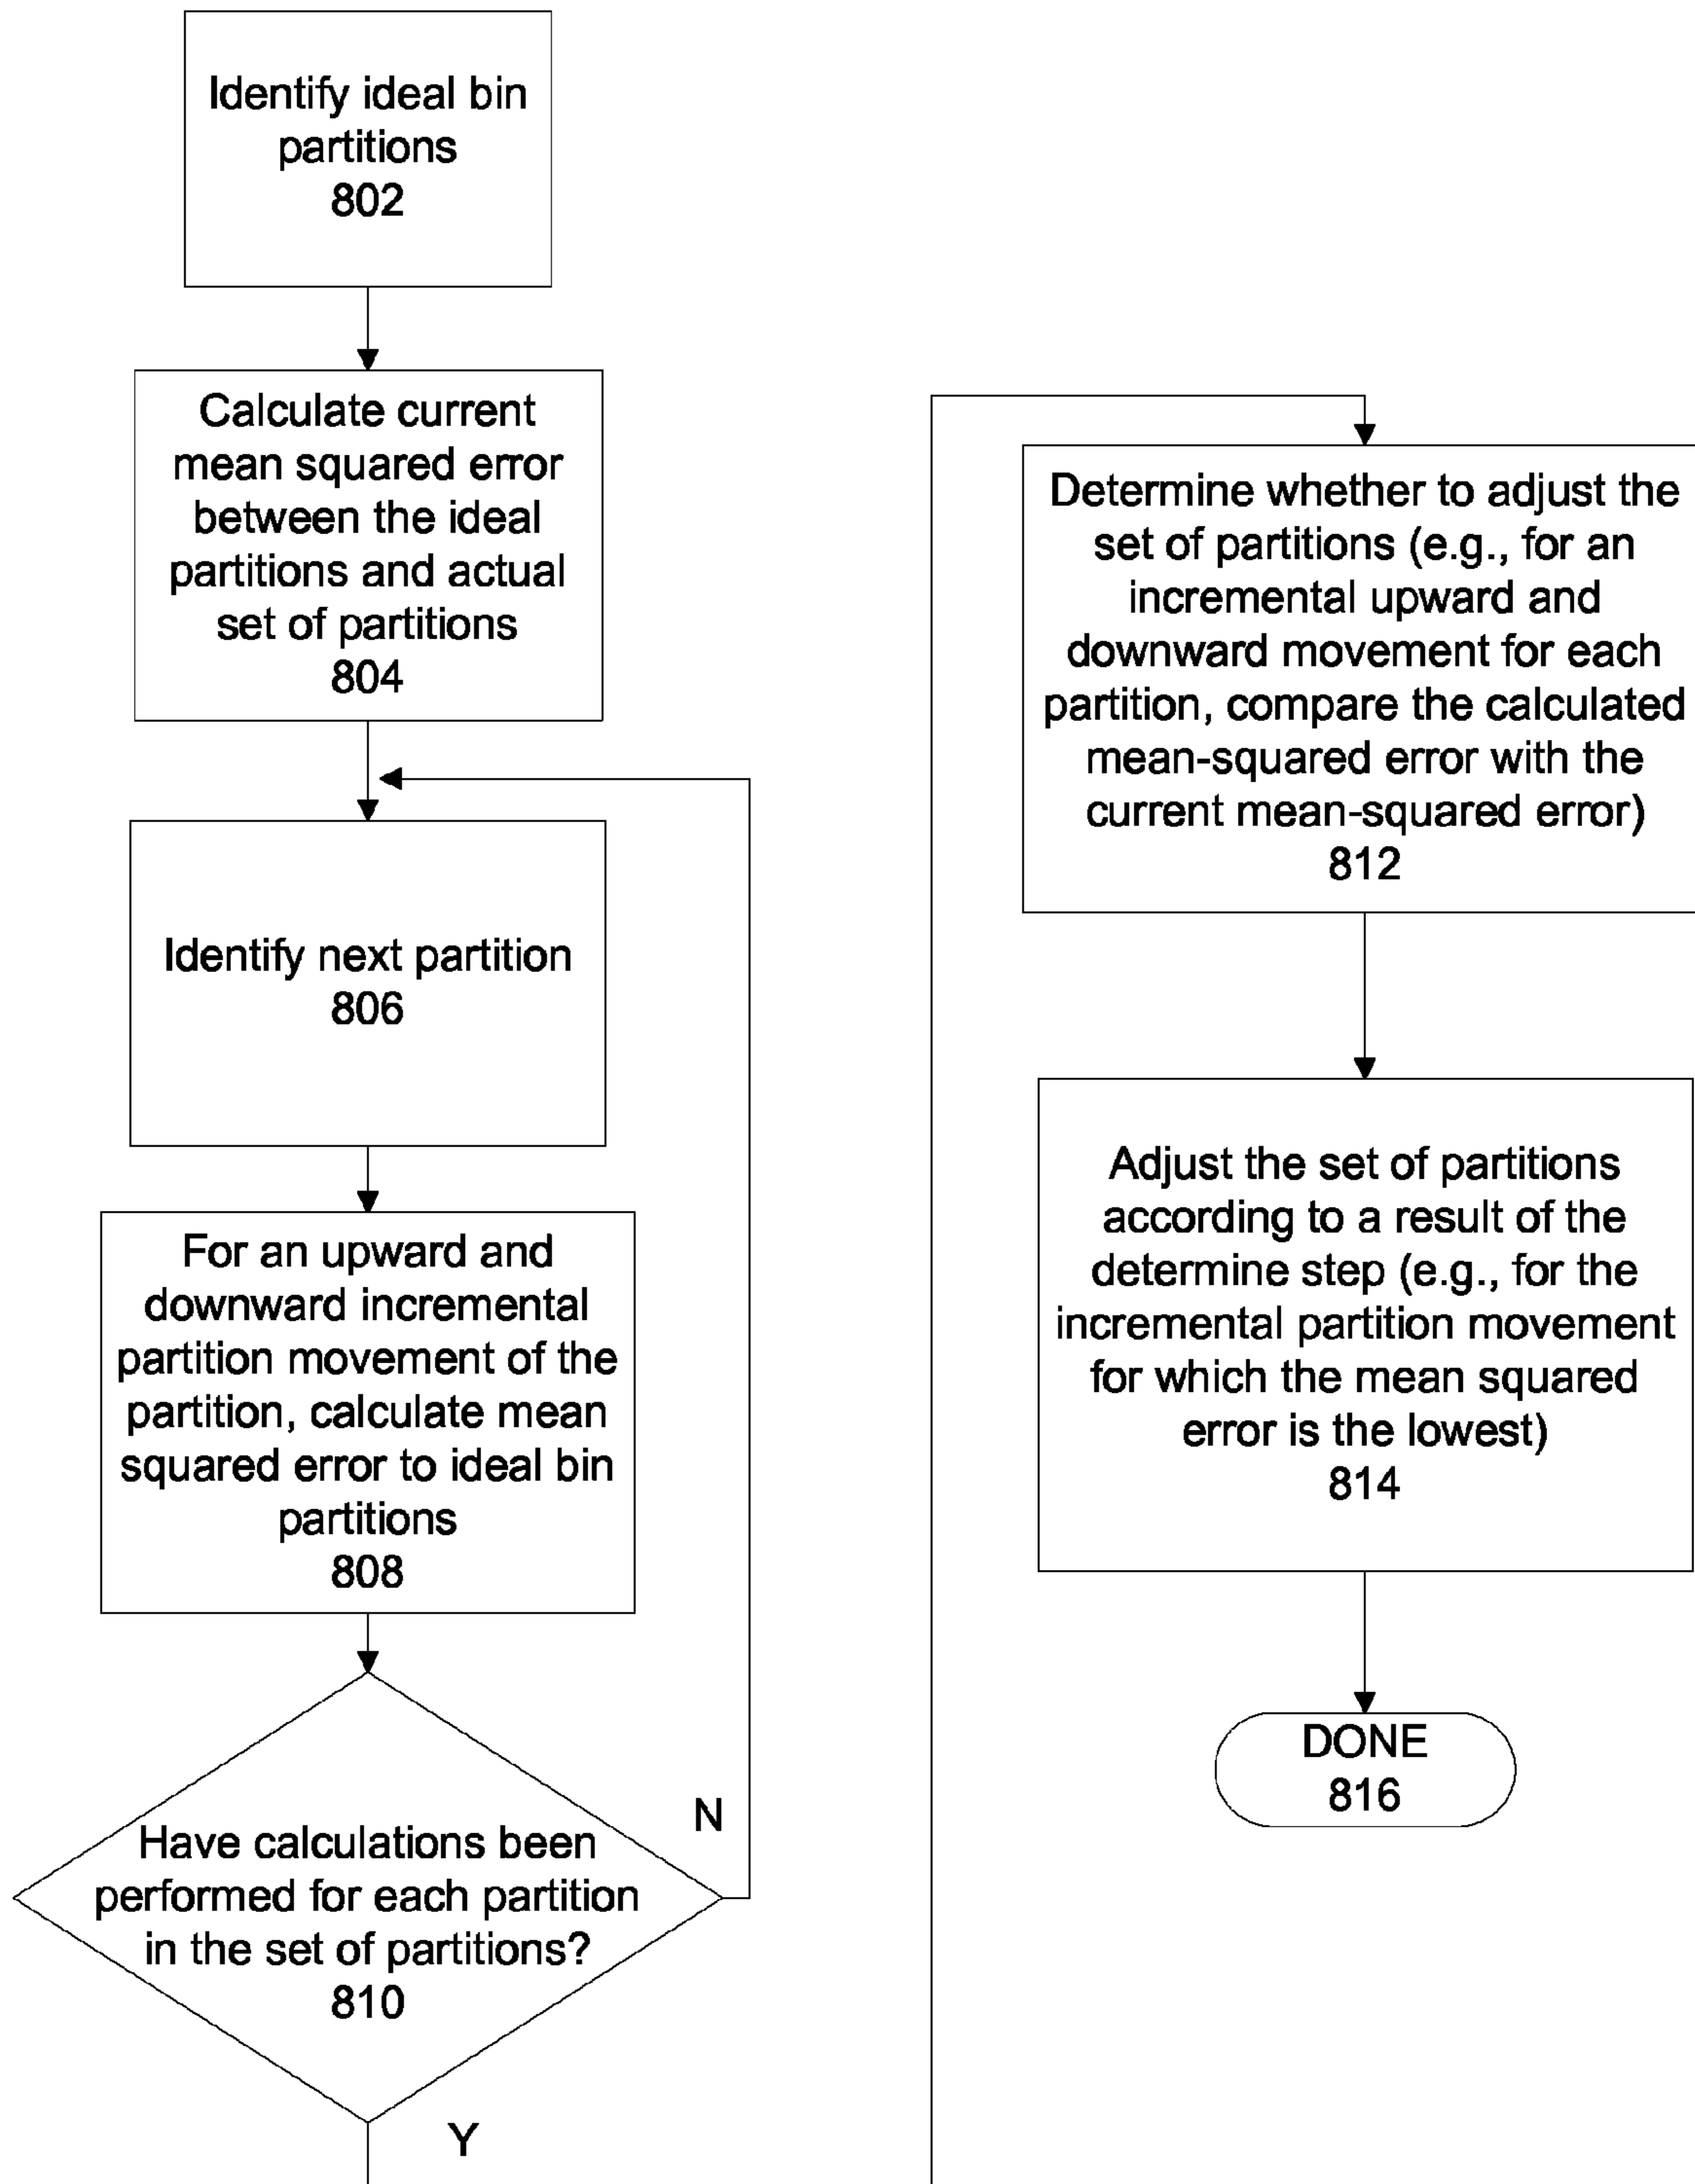 Identify ideal bin
partitions
802
Calculate current
mean squared error
between the ideal
partitions and actual
set of partitions
804
Identify next partition
806
For an upward and
downward incremental
partition movement of the
partition, calculate mean
squared error to ideal bin
partitions
808
N
Have calculations been
performed for each partition
in the set of partitions?
810
Y
Determine whether to adjust the
set of partitions (e.g., for an
incremental upward and
downward movement for each
partition, compare the calculated
mean-squared error with the
current mean-squared error)
812
Adjust the set of partitions
according to a result of the
determine step (e.g., for the
incremental partition movement
for which the mean squared
error is the lowest)
814
DONE
816